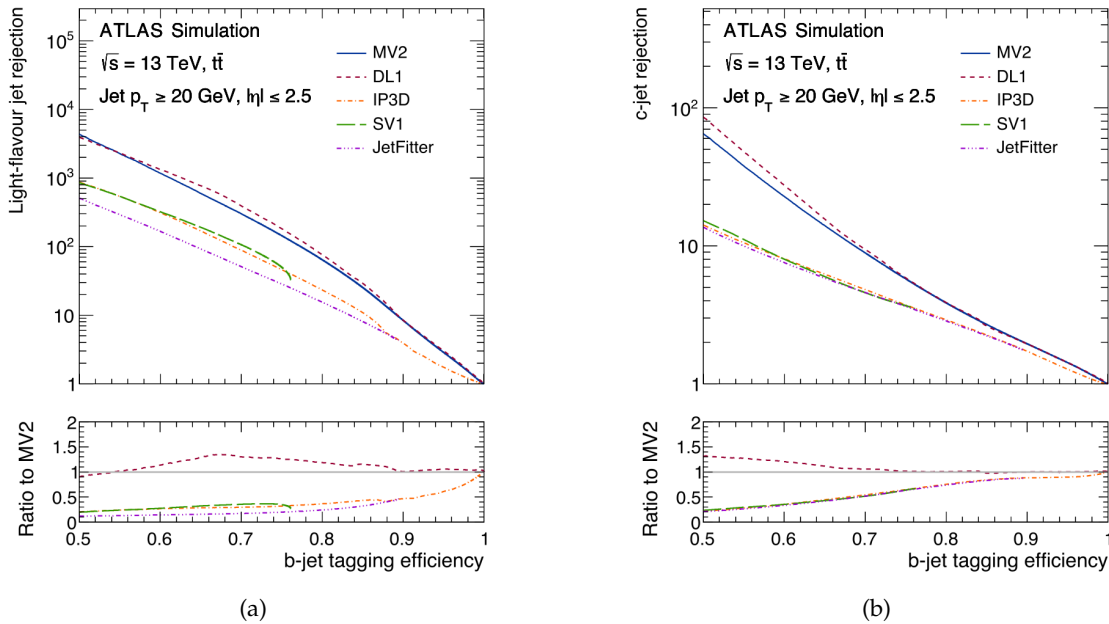 Light-flavour jet rejection
10⁵
10⁴
10³
10²
10
1
ATLAS Simulation
√s = 13 TeV, tt̄
Jet p_T ≥ 20 GeV, |η| ≤ 2.5
MV2
DL1
IP3D
SV1
JetFitter
Ratio to MV2
2
1.5
1
0.5
0
0.5 0.6 0.7 0.8 0.9 1
b-jet tagging efficiency
(a)
c-jet rejection
10²
10
1
ATLAS Simulation
√s = 13 TeV, tt̄
Jet p_T ≥ 20 GeV, |η| ≤ 2.5
MV2
DL1
IP3D
SV1
JetFitter
Ratio to MV2
2
1.5
1
0.5
0
0.5 0.6 0.7 0.8 0.9 1
b-jet tagging efficiency
(b)